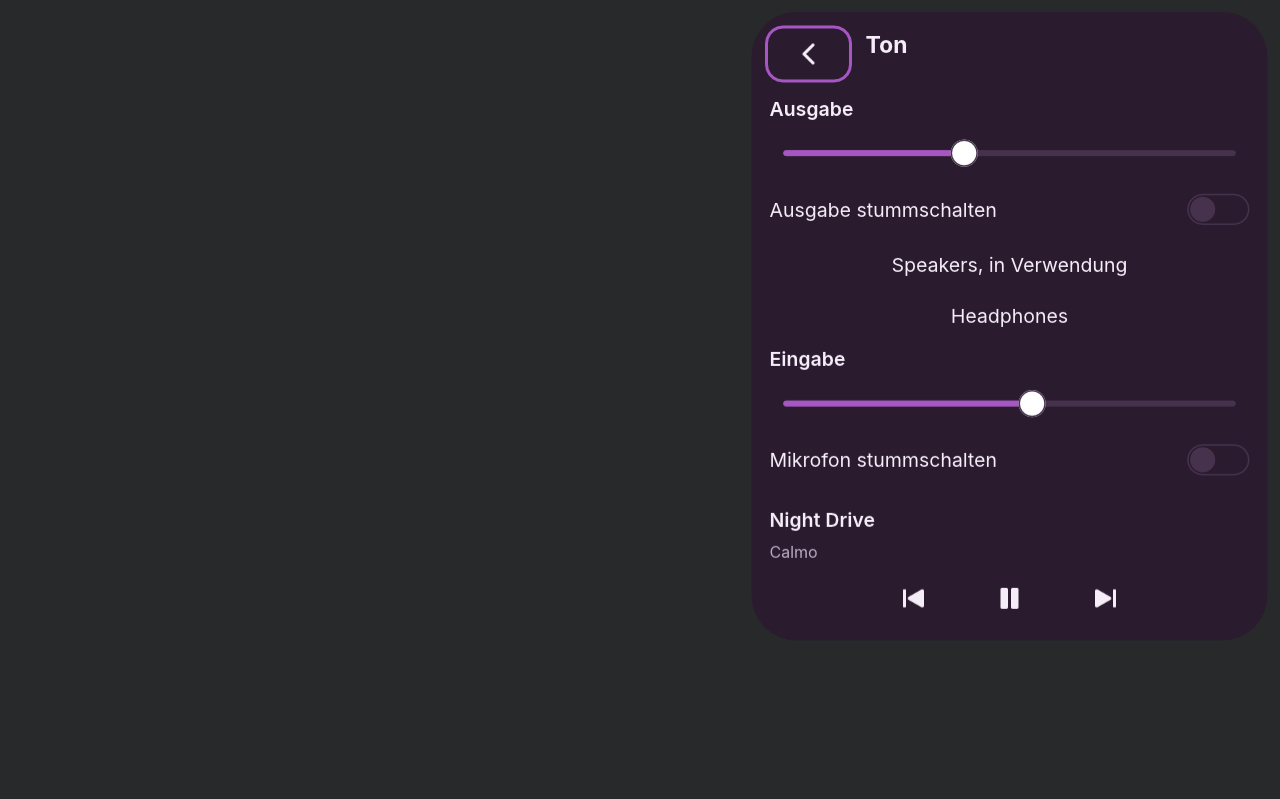 Ton
Ausgabe
Ausgabe stummschalten
Speakers, in Verwendung
Headphones
Eingabe
Mikrofon stummschalten
Night Drive
Calmo